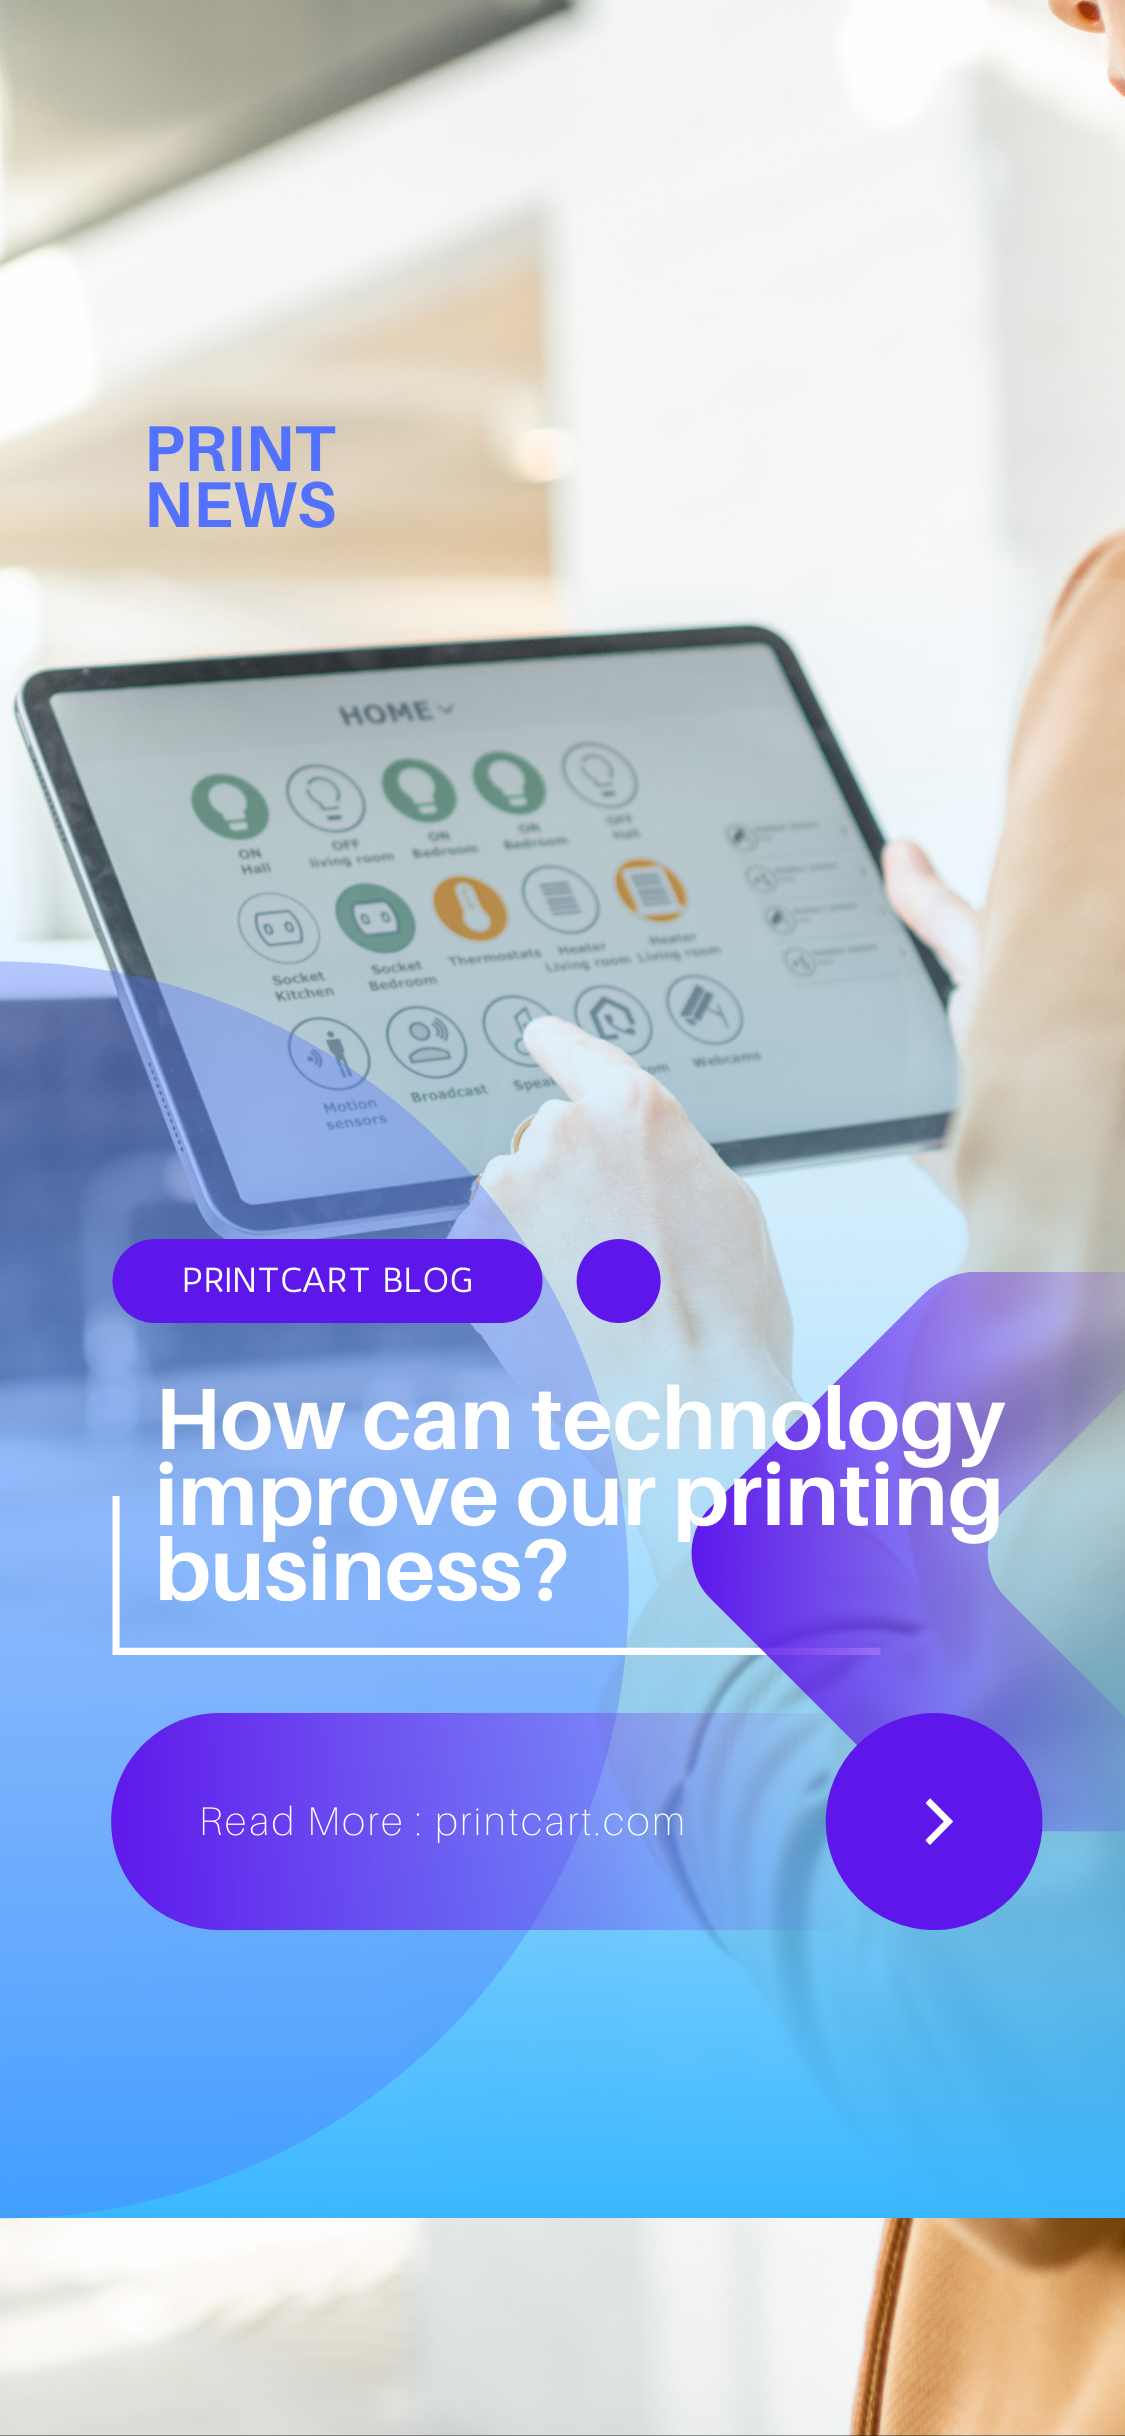 PRINT
NEWS
HOME
ON
Hall
OFF
living room
ON
Bedroom
ON
Bedroom
OFF
Hall
Socket
Kitchen
Socket
Bedroom
Thermostats
Heater
Living room
Heater
Living room
Motion
sensors
Broadcast
Webcams
PRINTCART BLOG
How can technology
improve our printing
business?
Read More : printcart.com